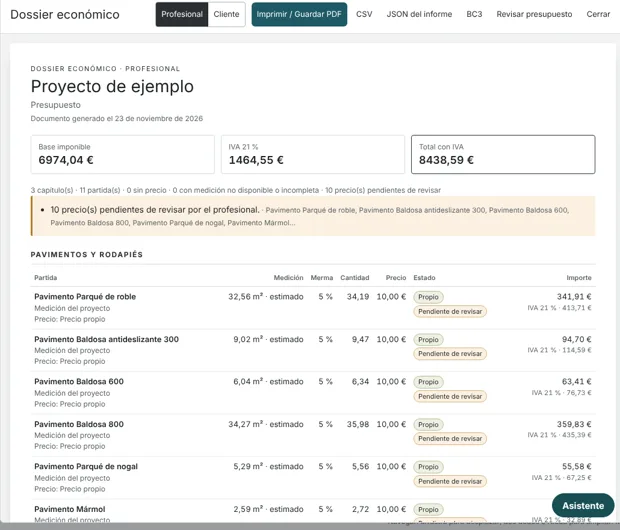 Dossier económico
Profesional Cliente Imprimir / Guardar PDF CSV JSON del informe BC3 Revisar presupuesto Cerrar
DOSSIER ECONÓMICO · PROFESIONAL
Proyecto de ejemplo
Presupuesto
Documento generado el 23 de noviembre de 2026
Base imponible
6974,04 €
IVA 21 %
1464,55 €
Total con IVA
8438,59 €
3 capítulo(s) · 11 partida(s) · 0 sin precio · 0 con medición no disponible o incompleta · 10 precio(s) pendientes de revisar
• 10 precio(s) pendientes de revisar por el profesional. · Pavimento Parqué de roble, Pavimento Baldosa antideslizante 300, Pavimento Baldosa 600,
Pavimento Baldosa 800, Pavimento Parqué de nogal, Pavimento Mármol...
PAVIMENTOS Y RODAPIÉS
Partida Medición Merma Cantidad Precio Estado Importe
Pavimento Parqué de roble 32,56 m² · estimado 5 % 34,19 10,00 € Propio 341,91 €
Medición del proyecto Pendiente de revisar IVA 21 % · 413,71 €
Precio: Precio propio
Pavimento Baldosa antideslizante 300 9,02 m² · estimado 5 % 9,47 10,00 € Propio 94,70 €
Medición del proyecto Pendiente de revisar IVA 21 % · 114,59 €
Precio: Precio propio
Pavimento Baldosa 600 6,04 m² · estimado 5 % 6,34 10,00 € Propio 63,41 €
Medición del proyecto Pendiente de revisar IVA 21 % · 76,73 €
Precio: Precio propio
Pavimento Baldosa 800 34,27 m² · estimado 5 % 35,98 10,00 € Propio 359,83 €
Medición del proyecto Pendiente de revisar IVA 21 % · 435,39 €
Precio: Precio propio
Pavimento Parqué de nogal 5,29 m² · estimado 5 % 5,56 10,00 € Propio 55,58 €
Medición del proyecto Pendiente de revisar IVA 21 % · 67,25 €
Precio: Precio propio
Pavimento Mármol 2,59 m² · estimado 5 % 2,72 10,00 € Propio
Medición del proyecto IVA 21 % · 32,89 €
Asistente